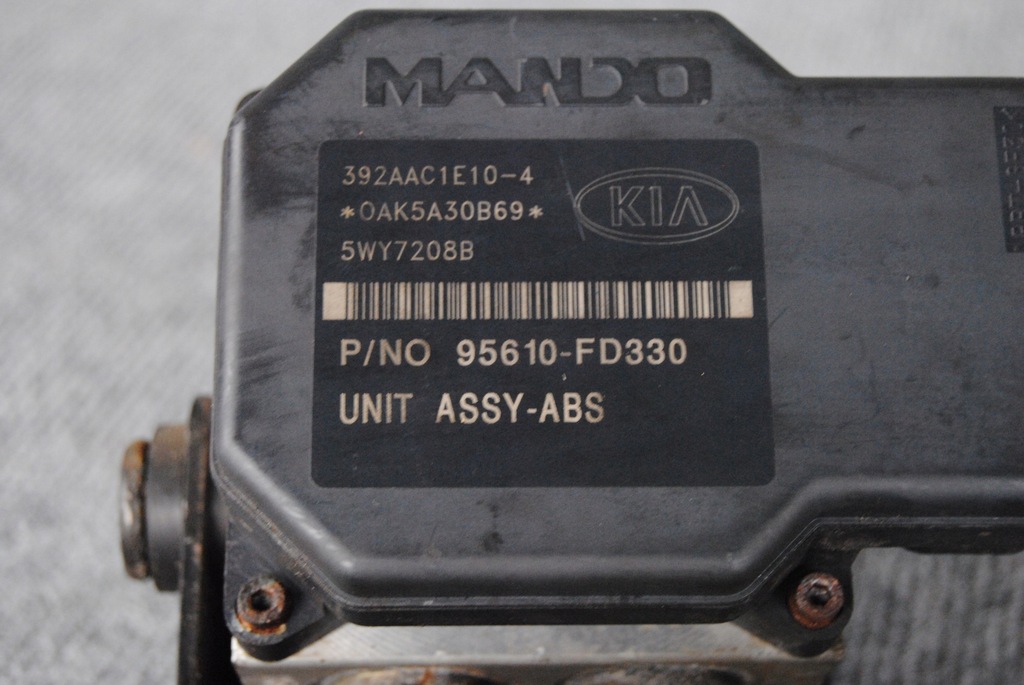 MANDO
392AAC1E10-4
*0AK5A30B69*
KIA
5WY7208B
P/NO 95610-FD330
UNIT ASSY-ABS